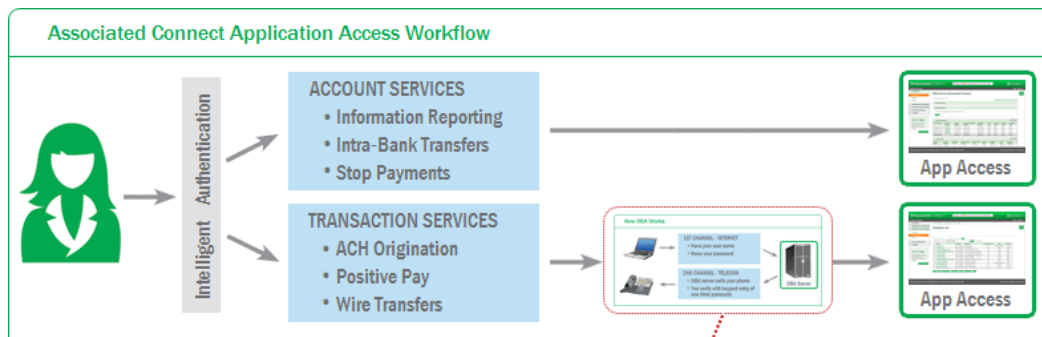 Associated Connect Application Access Workflow
Intelligent Authentication
ACCOUNT SERVICES
• Information Reporting
• Intra-Bank Transfers
• Stop Payments
App Access
TRANSACTION SERVICES
• ACH Origination
• Positive Pay
• Wire Transfers
How OBA Works
1ST CHANNEL - INTERNET
• Have your user name
• Know your password
2ND CHANNEL - TELECOM
• OBA server calls your phone
• You verify with keypad entry of
one-time passcode
OBA Server
App Access